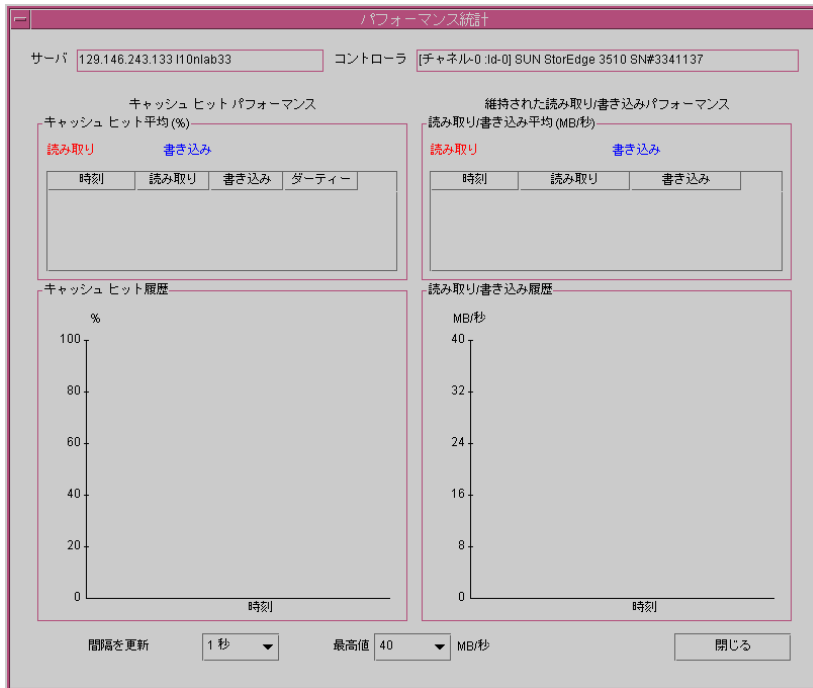 パフォーマンス統計
サーバ 129.146.243.133 l10nlab33 コントローラ [チャネル-0 :Id-0] SUN StorEdge 3510 SN#3341137
キャッシュ ヒット パフォーマンス
キャッシュ ヒット平均 (%)
読み取り 書き込み
時刻 読み取り 書き込み ダーティー
維持された読み取り/書き込みパフォーマンス
読み取り/書き込み平均 (MB/秒)
読み取り 書き込み
時刻 読み取り 書き込み
キャッシュ ヒット履歴
%
100
80
60
40
20
0
時刻
読み取り/書き込み履歴
MB/秒
40
32
24
16
8
0
時刻
間隔を更新 1 秒 最高値 40 MB/秒 閉じる